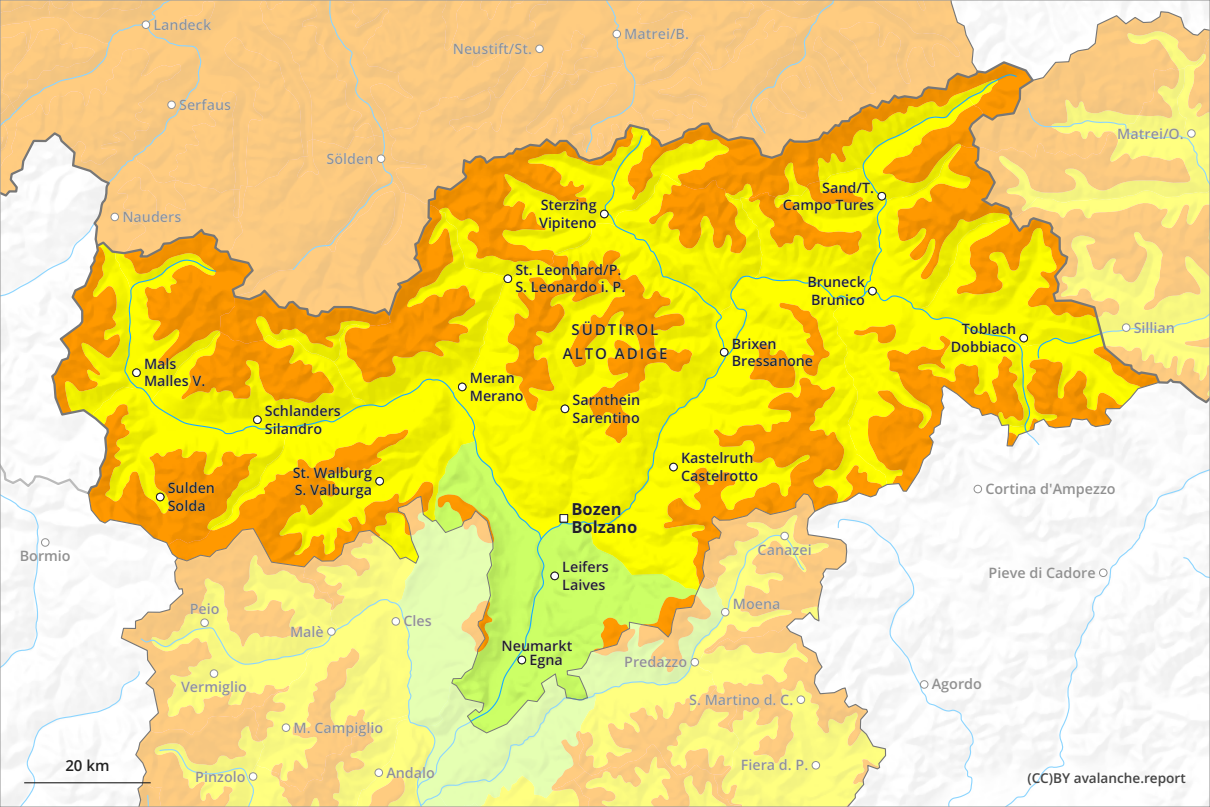 Landeck
Neustift/St.
Matrei/B.
Serfaus
Matrei/O.
Sölden
Sand/T.
Campo Tures
Nauders
Sterzing
Vipiteno
St. Leonhard/P.
S. Leonardo i. P.
Bruneck
Brunico
SÜDTIROL
ALTO ADIGE
Toblach
Dobbiaco
Sillian
Brixen
Bressanone
Mals
Malles V.
Meran
Merano
Schlanders
Silandro
Sarnthein
Sarentino
Kastelruth
Castelrotto
St. Walburg
S. Valburga
Sulden
Solda
Cortina d'Ampezzo
Bozen
Bolzano
Bormio
Canazei
Leifers
Laives
Pieve di Cadore
Peio
Moena
Malè
Cles
Neumarkt
Egna
Predazzo
Vermiglio
Agordo
S. Martino d. C.
M. Campiglio
20 km
Pinzolo
Andalo
Fiera d. P.
(CC)BY avalanche.report